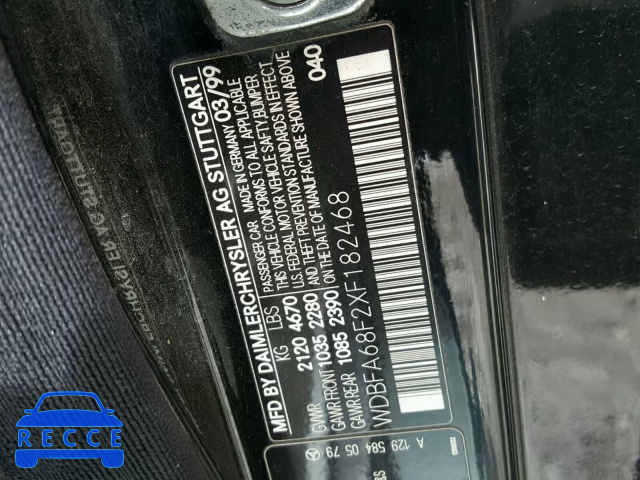 MFD BY DAIMLERCHRYSLER AG STUTTGART
PASSENGER CAR MADE IN GERMANY 03/99
THIS VEHICLE CONFORMS TO ALL APPLICABLE
U.S. FEDERAL MOTOR VEHICLE SAFETY, BUMPER
& THEFT PREVENTION STANDARDS IN EFFECT
ON THE DATE OF MANUFACTURE SHOWN ABOVE
KG LBS
GVWR 2120 4670
GAWR FRONT 1035 2280
GAWR REAR 1085 2390
040
WDBFA68F2XF182468
A 129 584 05 79
RECCE